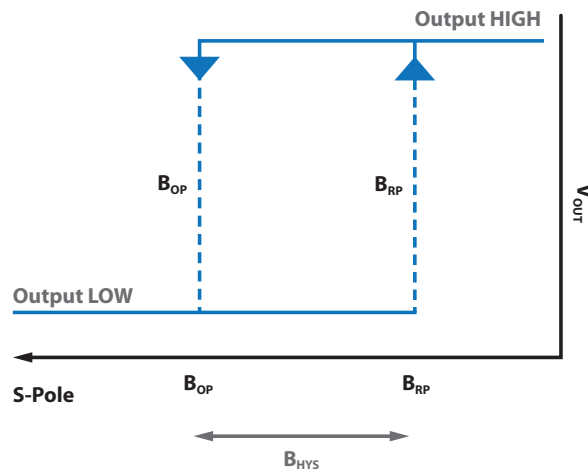 Output HIGH
BOP
BRP
VOUT
Output LOW
S-Pole
BOP
BRP
BHYS